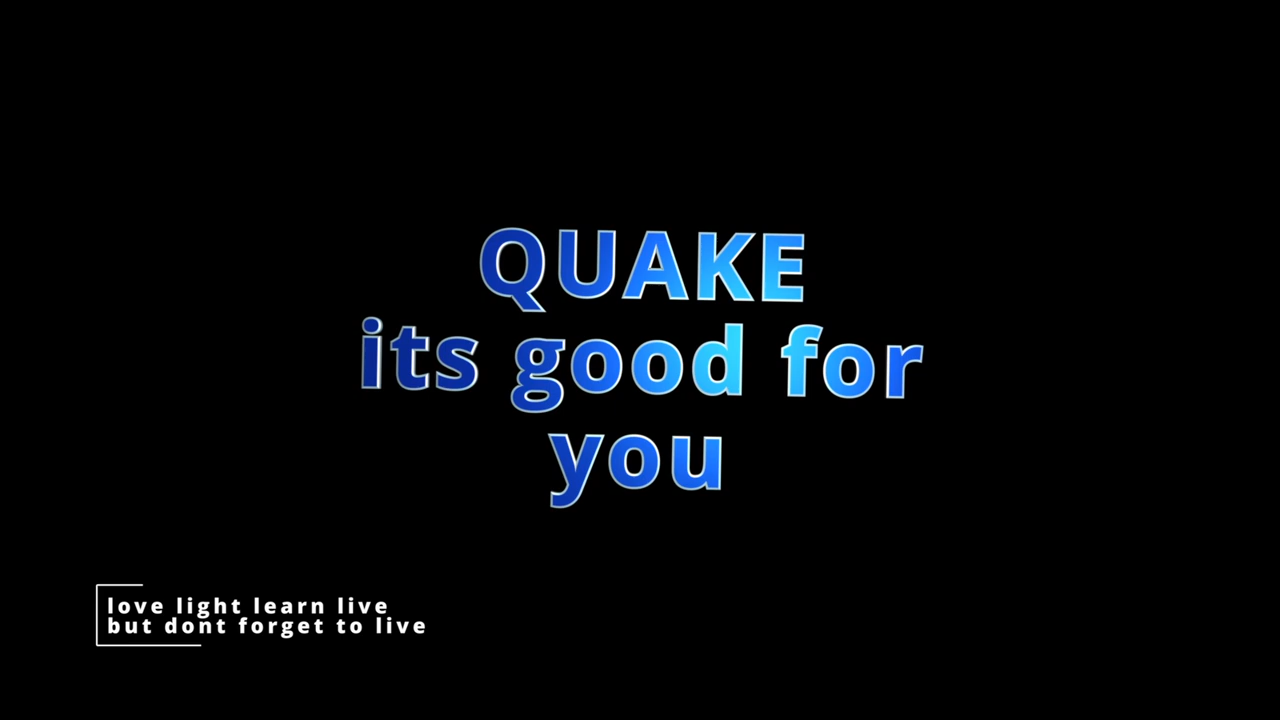 QUAKE
its good for
you
love light learn live
but dont forget to live